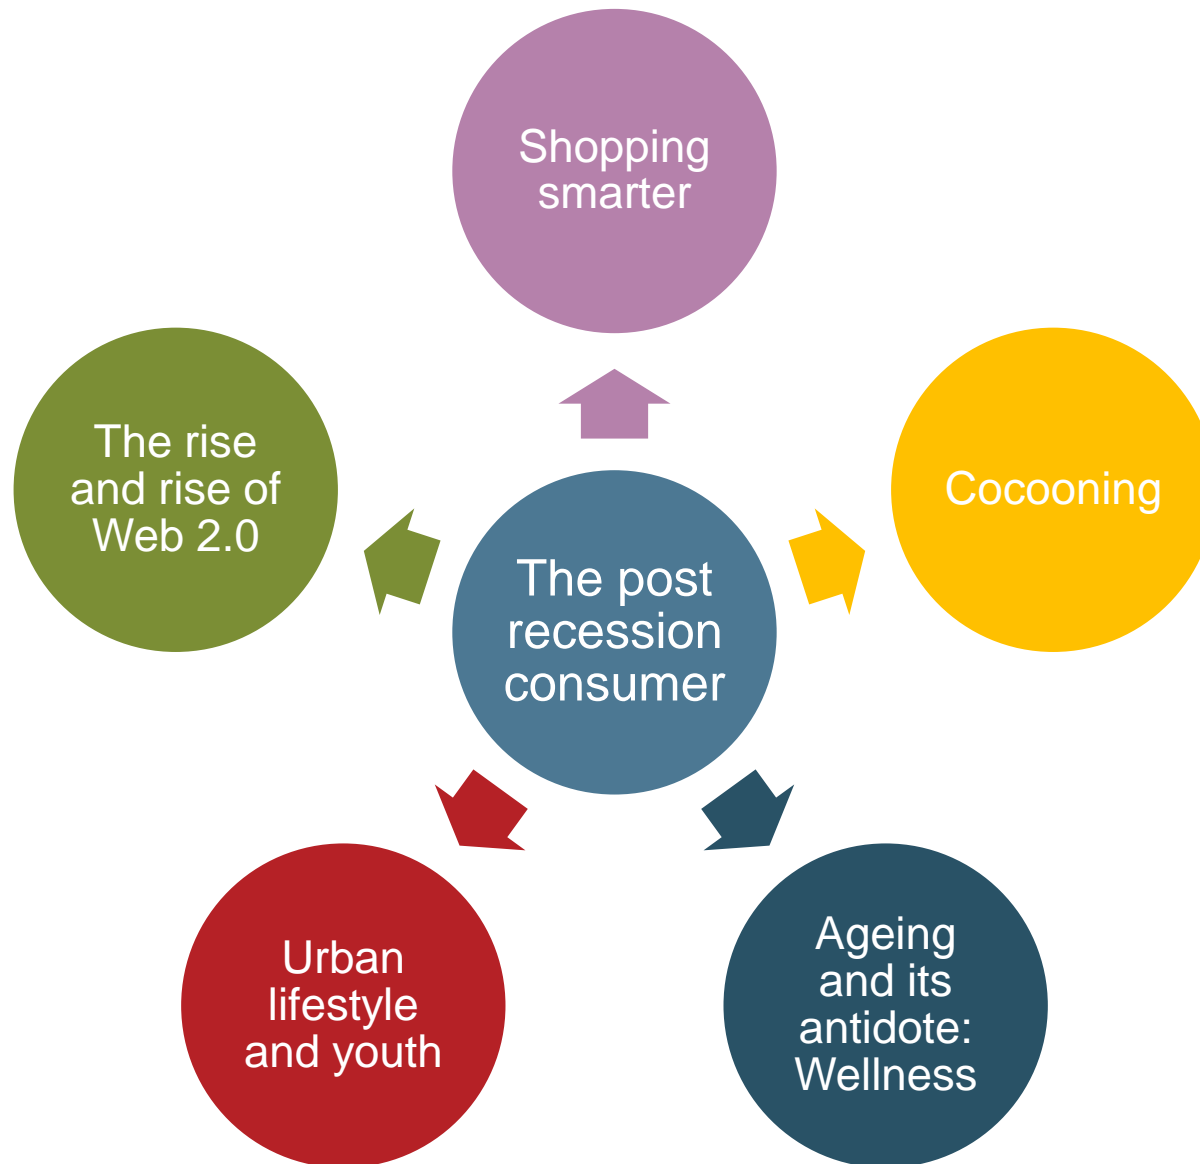 Shopping
smarter
The rise
and rise of
Web 2.0
Cocooning
The post
recession
consumer
Urban
lifestyle
and youth
Ageing
and its
antidote:
Wellness